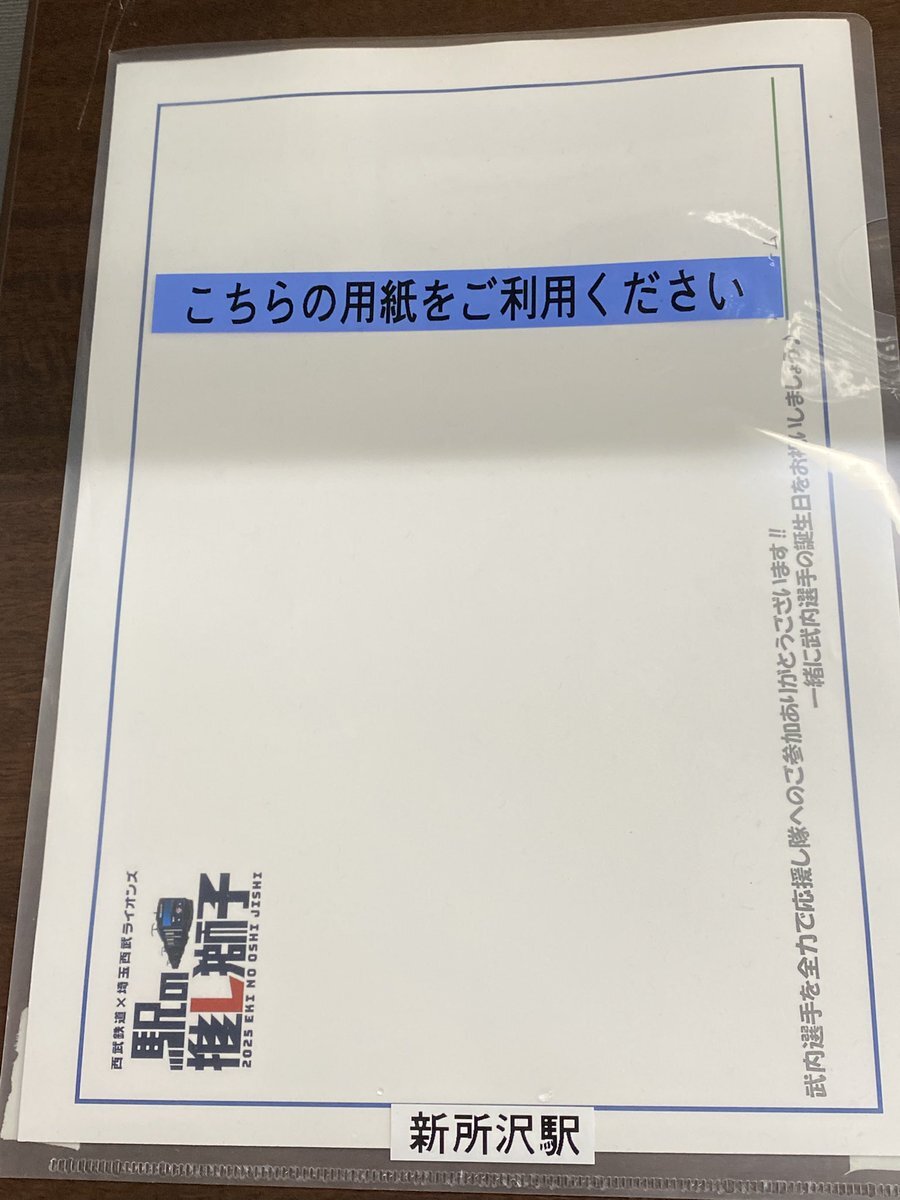 こちらの用紙をご利用ください
武内選手を全力で応援し隊へのご参加ありがとうございます!!
一緒に武内選手の誕生日をお祝いしましょう♪
西武鉄道×埼玉西武ライオンズ
駅の
推し獅子
2025 EKI NO OSHI JISHI
新所沢駅